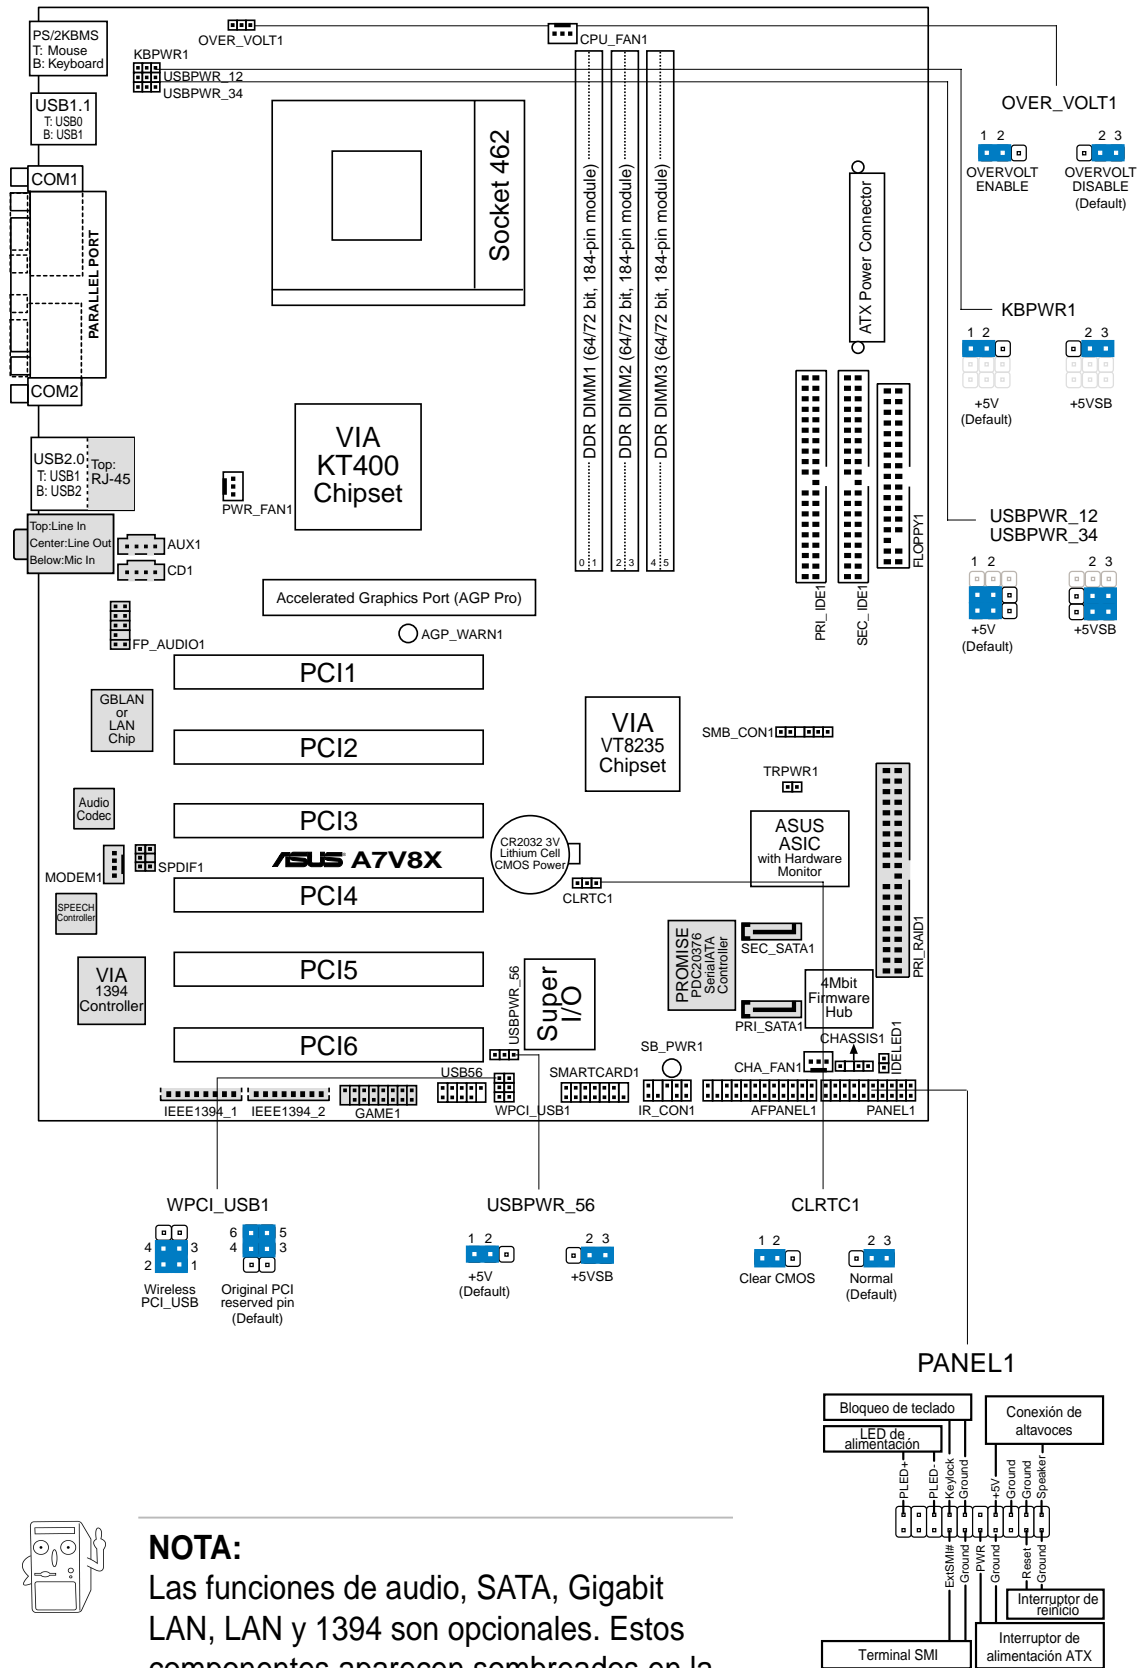 PS/2KBMS
T: Mouse
B: Keyboard
OVER_VOLT1
CPU_FAN1
KBPWR1
USBPWR_12
USBPWR_34
USB1.1
T: USB0
B: USB1
COM1
PARALLEL PORT
COM2
Socket 462
DDR DIMM1 (64/72 bit, 184-pin module)
DDR DIMM2 (64/72 bit, 184-pin module)
DDR DIMM3 (64/72 bit, 184-pin module)
0 1
2 3
4 5
ATX Power Connector
OVER_VOLT1
1 2
2 3
OVERVOLT
ENABLE
OVERVOLT
DISABLE
(Default)
KBPWR1
1 2
2 3
+5V
(Default)
+5VSB
USBPWR_12
USBPWR_34
1 2
2 3
+5V
(Default)
+5VSB
USB2.0
T: USB1
B: USB2
Top:
RJ-45
VIA
KT400
Chipset
PWR_FAN1
Top:Line In
Center:Line Out
Below:Mic In
AUX1
CD1
FP_AUDIO1
Accelerated Graphics Port (AGP Pro)
AGP_WARN1
PRI_IDE1
SEC_IDE1
FLOPPY1
PCI1
PCI2
PCI3
ASUS A7V8X
PCI4
PCI5
PCI6
GBLAN
or
LAN
Chip
Audio
Codec
MODEM1
SPDIF1
SPEECH
Controller
VIA
1394
Controller
VIA
VT8235
Chipset
SMB_CON1
TRPWR1
CR2032 3V
Lithium Cell
CMOS Power
CLRTC1
ASUS
ASIC
with Hardware
Monitor
PRI_RAID1
PROMISE
PDC20376
SerialATA
Controller
SEC_SATA1
PRI_SATA1
4Mbit
Firmware
Hub
Super
I/O
USBPWR_56
SB_PWR1
CHASSIS1
IDELED1
CHA_FAN1
IEEE1394_1
IEEE1394_2
GAME1
USB56
WPCI_USB1
SMARTCARD1
IR_CON1
AFPANEL1
PANEL1
WPCI_USB1
4 3
2 1
Wireless
PCI_USB
6 5
4 3
Original PCI
reserved pin
(Default)
USBPWR_56
1 2
2 3
+5V
(Default)
+5VSB
CLRTC1
1 2
2 3
Clear CMOS
Normal
(Default)
PANEL1
Bloqueo de teclado
LED de
alimentación
Conexión de
altavoces
PLED+
PLED-
Keylock
Ground
+5V
Ground
Ground
Speaker
ExtSMI#
Ground
PWR
Ground
Reset
Ground
Interruptor de
reinicio
Terminal SMI
Interruptor de
alimentación ATX
NOTA:
Las funciones de audio, SATA, Gigabit
LAN, LAN y 1394 son opcionales. Estos
componentes aparecen sombreados en la